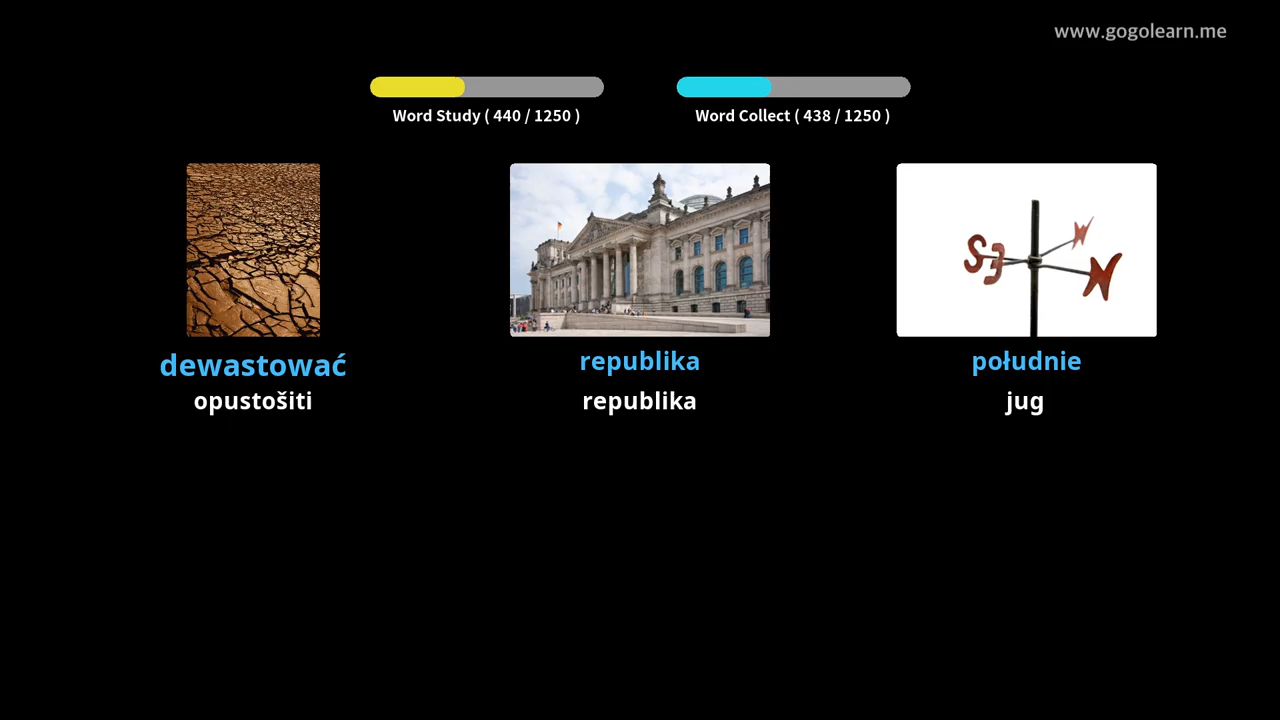 www.gogolearn.me
Word Study ( 440 / 1250 )
Word Collect ( 438 / 1250 )
S E N W
dewastować
opustošiti
republika
republika
południe
jug